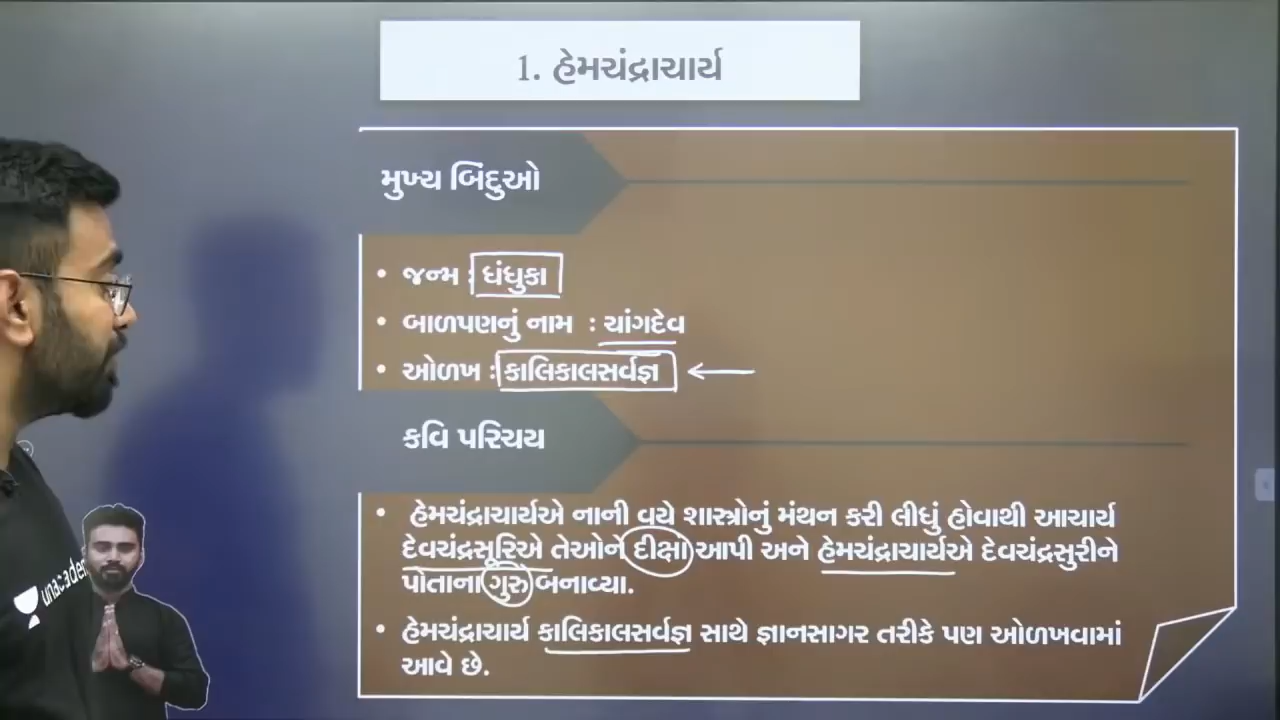 1. હેમચંદ્રાચાર્ય
મુખ્ય બિંદુઓ
• જન્મ : ધંધુકા
• બાળપણનું નામ : ચાંગદેવ
• ઓળખ : કાલિકાલસર્વજ્ઞ
કવિ પરિચય
• હેમચંદ્રાચાર્યએ નાની વયે શાસ્ત્રોનું મંથન કરી લીધું હોવાથી આચાર્ય
દેવચંદ્રસૂરિએ તેઓને દીક્ષા આપી અને હેમચંદ્રાચાર્યએ દેવચંદ્રસુરીને
પોતાના ગુરુ બનાવ્યા.
• હેમચંદ્રાચાર્ય કાલિકાલસર્વજ્ઞ સાથે જ્ઞાનસાગર તરીકે પણ ઓળખવામાં
આવે છે.
unacadem